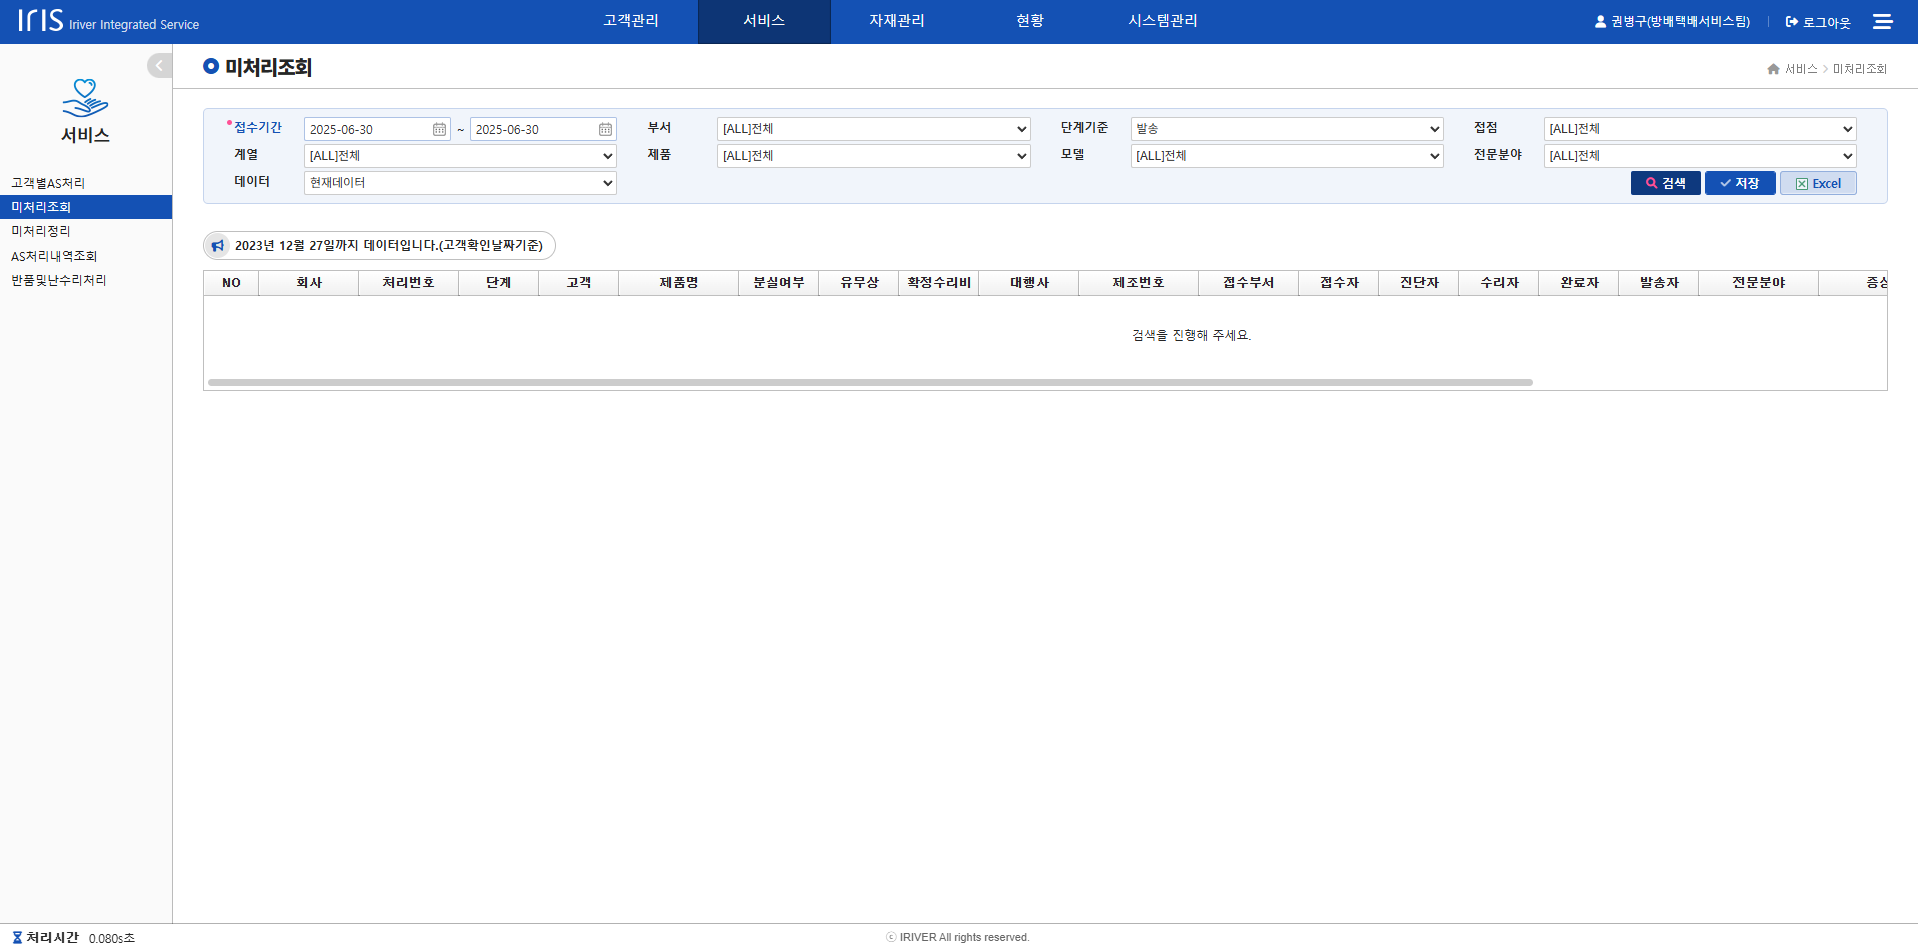 IRIS Iriver Integrated Service
고객관리 서비스 자재관리 현황 시스템관리
권병구(방배택배서비스팀) 로그아웃
서비스
고객별AS처리
미처리조회
미처리정리
AS처리내역조회
반품및난수리처리
미처리조회
서비스 > 미처리조회
접수기간 2025-06-30 ~ 2025-06-30 부서 [ALL]전체 단계기준 발송 접점 [ALL]전체
계열 [ALL]전체 제품 [ALL]전체 모델 [ALL]전체 전문분야 [ALL]전체
데이터 현재데이터 검색 저장 Excel
2023년 12월 27일까지 데이터입니다.(고객확인날짜기준)
NO 회사 처리번호 단계 고객 제품명 분실여부 유무상 확정수리비 대행사 제조번호 접수부서 접수자 진단자 수리자 완료자 발송자 전문분야 증상
검색을 진행해 주세요.
처리시간 0.080s초
ⓒ IRIVER All rights reserved.